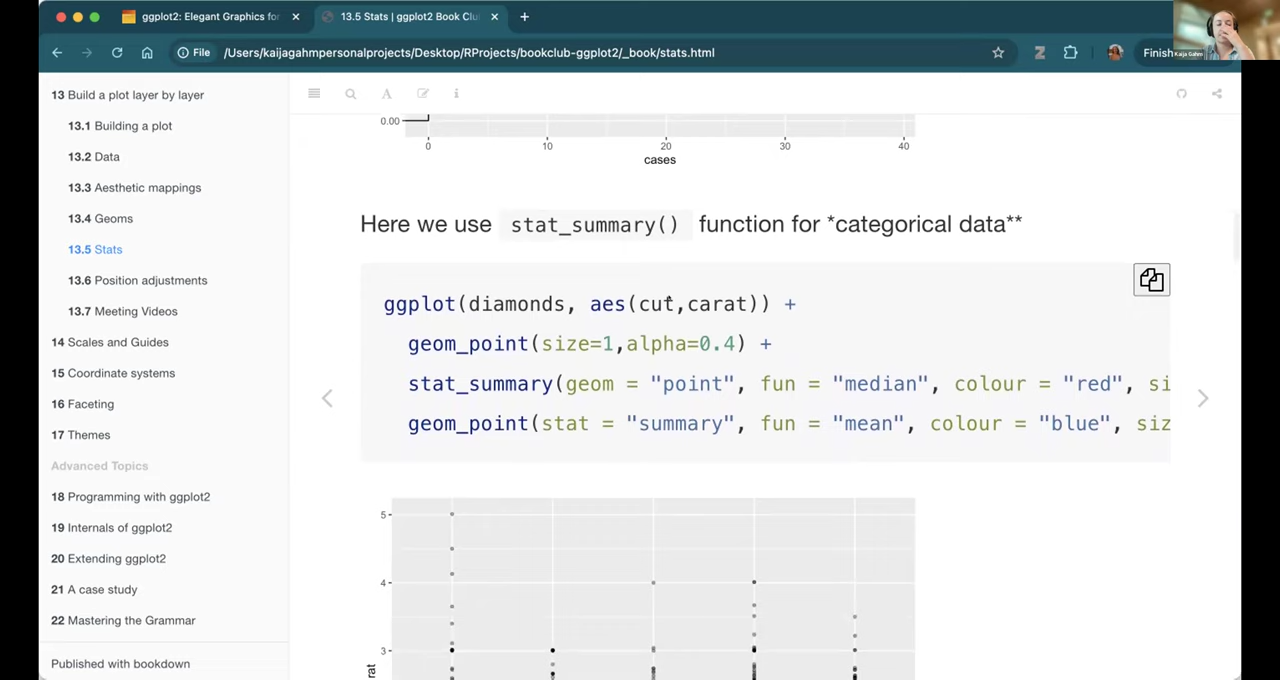 ggplot2: Elegant Graphics for
13.5 Stats | ggplot2 Book Clu
File
/Users/kaijagahmpersonalprojects/Desktop/RProjects/bookclub-ggplot2/_book/stats.html
Finish
Kaija Gahm
13 Build a plot layer by layer
13.1 Building a plot
13.2 Data
13.3 Aesthetic mappings
13.4 Geoms
13.5 Stats
13.6 Position adjustments
13.7 Meeting Videos
14 Scales and Guides
15 Coordinate systems
16 Faceting
17 Themes
Advanced Topics
18 Programming with ggplot2
19 Internals of ggplot2
20 Extending ggplot2
21 A case study
22 Mastering the Grammar
Published with bookdown
0.00
0 10 20 30 40
cases
Here we use stat_summary() function for *categorical data**
ggplot(diamonds, aes(cut,carat)) +
geom_point(size=1,alpha=0.4) +
stat_summary(geom = "point", fun = "median", colour = "red", si
geom_point(stat = "summary", fun = "mean", colour = "blue", siz
5
4
3
rat